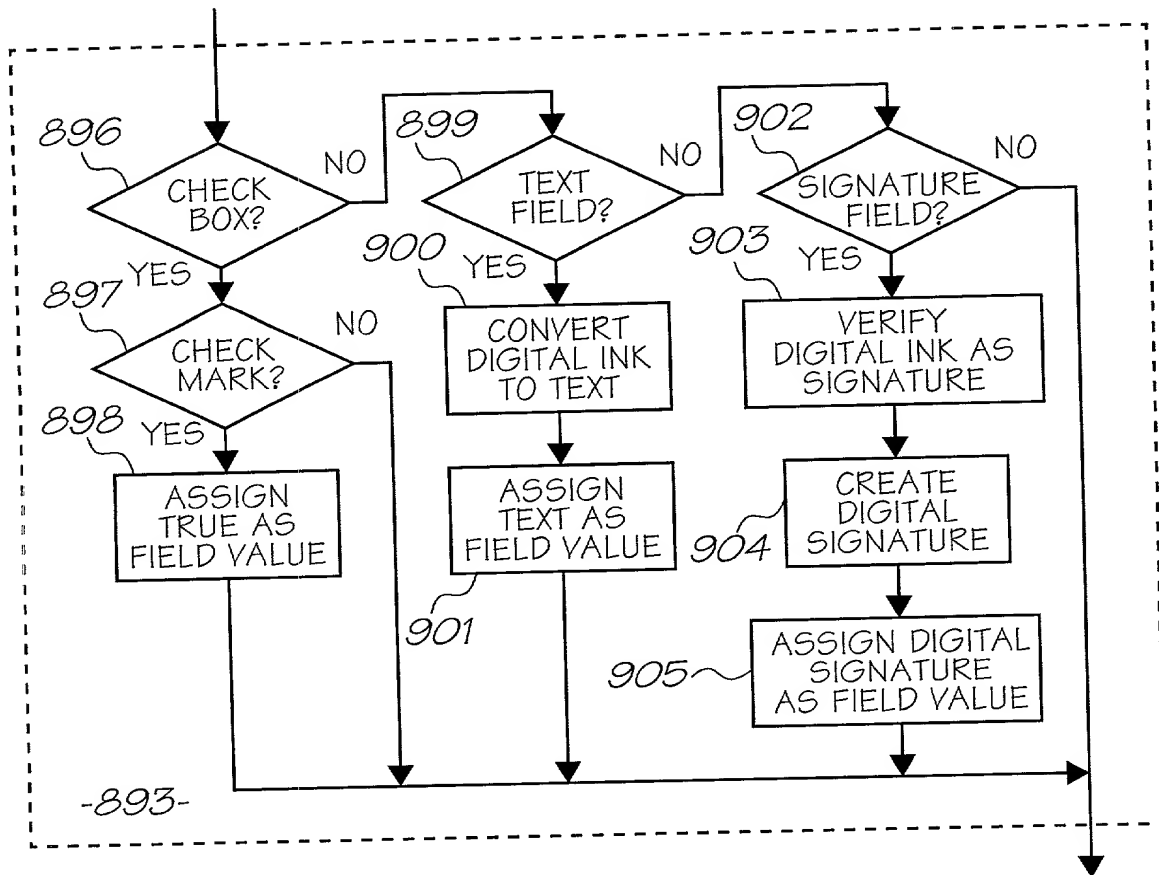 896
CHECK
BOX?
NO
YES
897
CHECK
MARK?
NO
YES
898
ASSIGN
TRUE AS
FIELD VALUE
899
TEXT
FIELD?
NO
YES
900
CONVERT
DIGITAL INK
TO TEXT
ASSIGN
TEXT AS
FIELD VALUE
901
902
SIGNATURE
FIELD?
NO
YES
903
VERIFY
DIGITAL INK AS
SIGNATURE
CREATE
DIGITAL
SIGNATURE
904
ASSIGN DIGITAL
SIGNATURE
AS FIELD VALUE
905
-893-